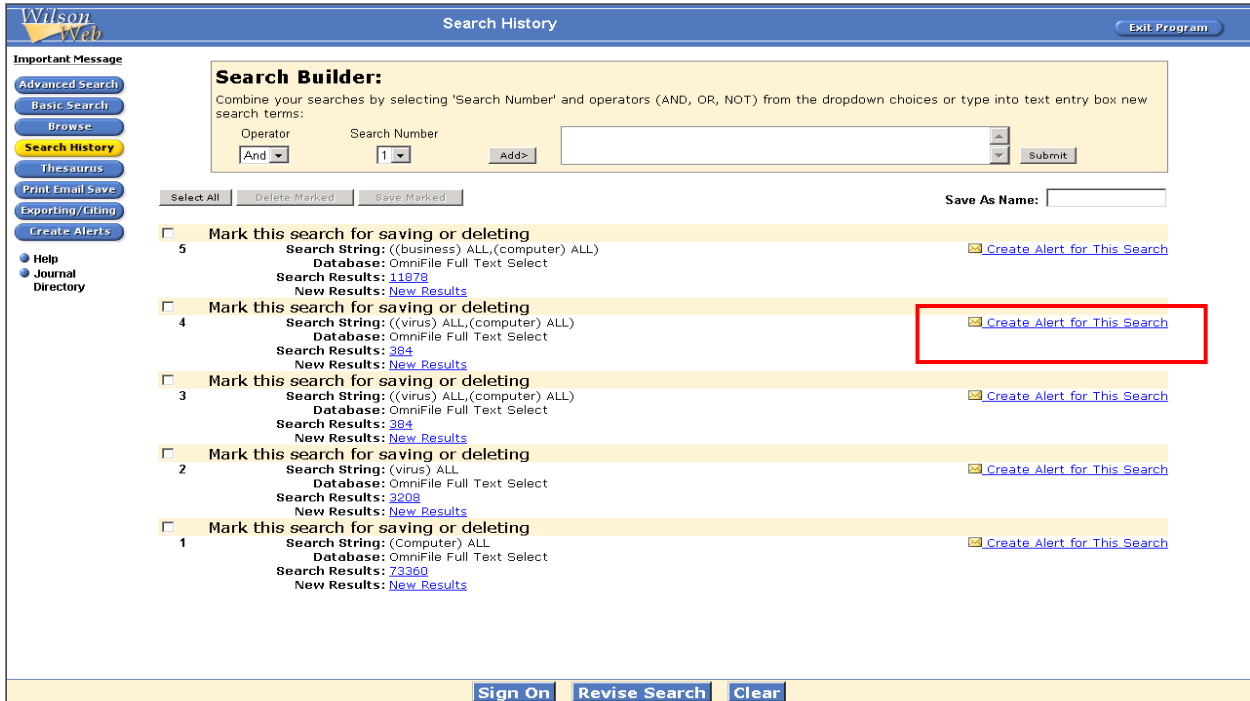 Wilson
Web
Search History
Exit Program
Important Message
Advanced Search
Basic Search
Browse
Search History
Thesaurus
Print Email Save
Exporting/Citing
Create Alerts
Help
Journal
Directory
Search Builder:
Combine your searches by selecting 'Search Number' and operators (AND, OR, NOT) from the dropdown choices or type into text entry box new
search terms:
Operator Search Number
And 1 Add> Submit
Select All Delete Marked Save Marked Save As Name:
Mark this search for saving or deleting
5 Search String: ((business) ALL,(computer) ALL) Create Alert for This Search
Database: OmniFile Full Text Select
Search Results: 11878
New Results: New Results
Mark this search for saving or deleting
4 Search String: ((virus) ALL,(computer) ALL) Create Alert for This Search
Database: OmniFile Full Text Select
Search Results: 384
New Results: New Results
Mark this search for saving or deleting
3 Search String: ((virus) ALL,(computer) ALL) Create Alert for This Search
Database: OmniFile Full Text Select
Search Results: 384
New Results: New Results
Mark this search for saving or deleting
2 Search String: (virus) ALL Create Alert for This Search
Database: OmniFile Full Text Select
Search Results: 3208
New Results: New Results
Mark this search for saving or deleting
1 Search String: (Computer) ALL Create Alert for This Search
Database: OmniFile Full Text Select
Search Results: 73360
New Results: New Results
Sign On Revise Search Clear